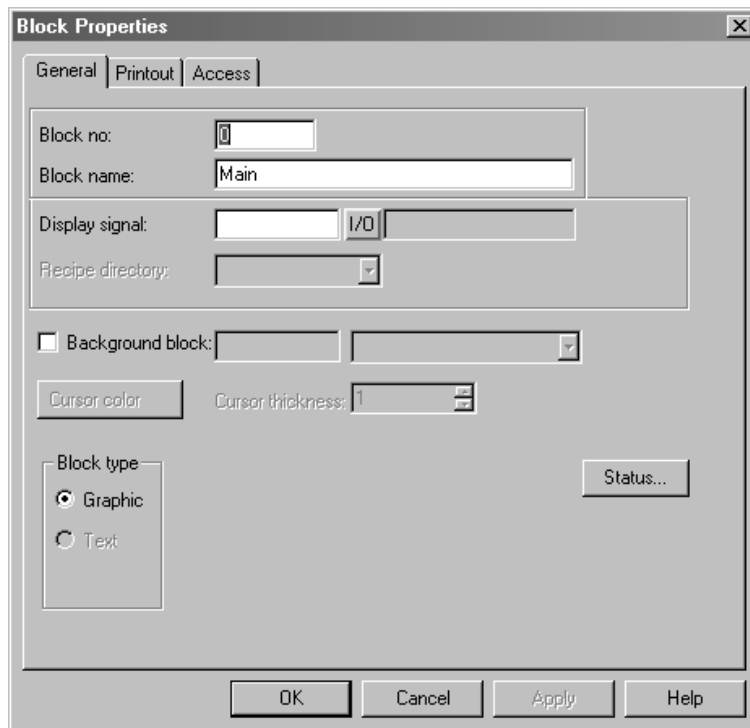 Block Properties
General Printout Access
Block no: 0
Block name: Main
Display signal: I/O
Recipe directory:
Background block:
Cursor color Cursor thickness: 1
Block type
Status...
Graphic
Text
OK Cancel Apply Help